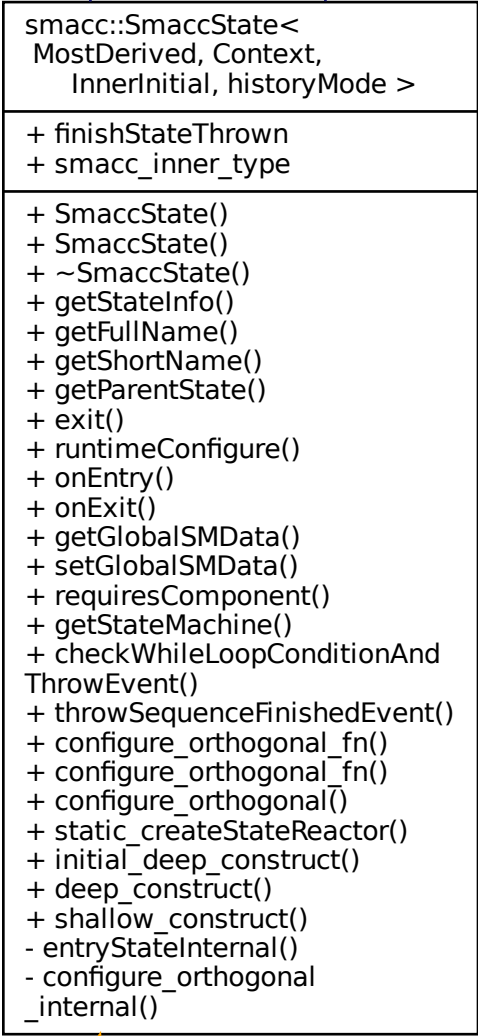 smacc::SmaccState<
MostDerived, Context,
InnerInitial, historyMode >
+ finishStateThrown
+ smacc_inner_type
+ SmaccState()
+ SmaccState()
+ ~SmaccState()
+ getStateInfo()
+ getFullName()
+ getShortName()
+ getParentState()
+ exit()
+ runtimeConfigure()
+ onEntry()
+ onExit()
+ getGlobalSMData()
+ setGlobalSMData()
+ requiresComponent()
+ getStateMachine()
+ checkWhileLoopConditionAnd
ThrowEvent()
+ throwSequenceFinishedEvent()
+ configure_orthogonal_fn()
+ configure_orthogonal_fn()
+ configure_orthogonal()
+ static_createStateReactor()
+ initial_deep_construct()
+ deep_construct()
+ shallow_construct()
- entryStateInternal()
- configure_orthogonal
_internal()